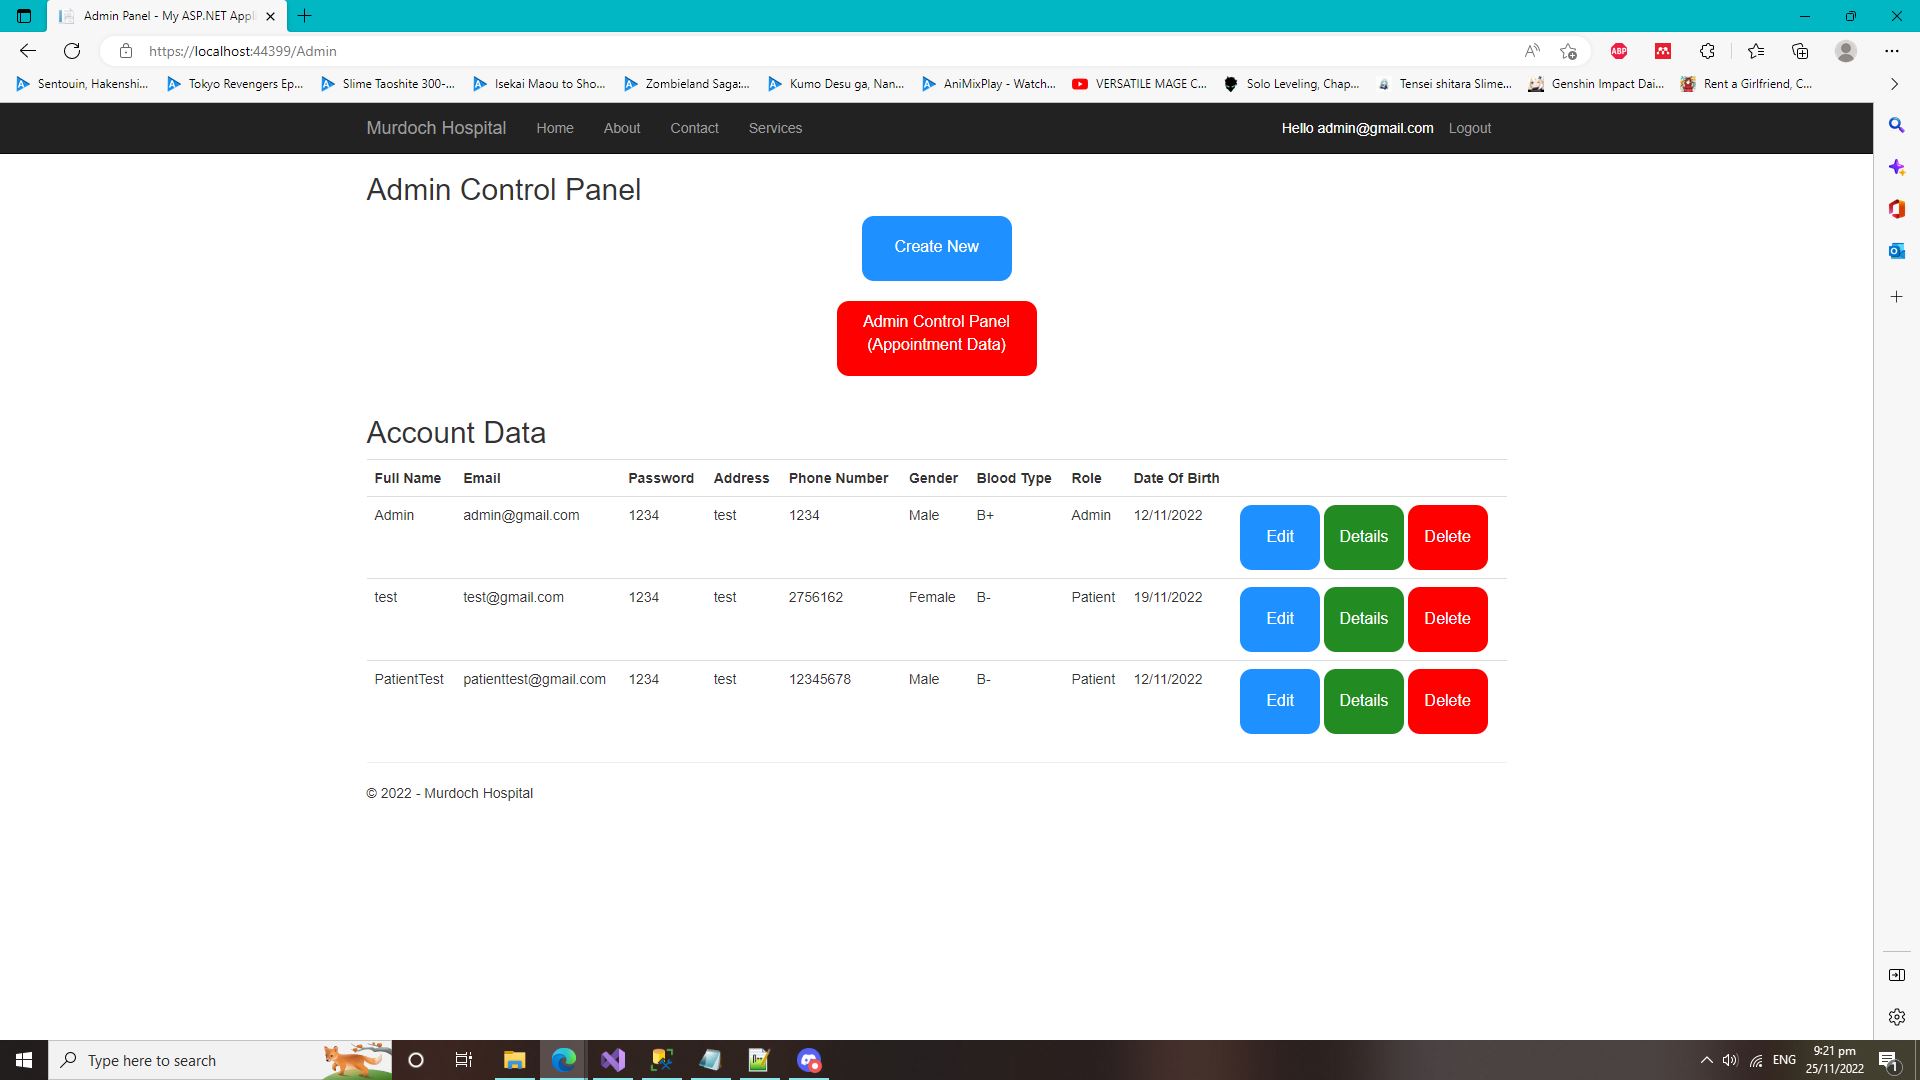 Admin Panel - My ASP.NET Appl
https://localhost:44399/Admin
ABP
Sentouin, Hakenshi... Tokyo Revengers Ep... Slime Taoshite 300-... Isekai Maou to Sho... Zombieland Saga:... Kumo Desu ga, Nan... AniMixPlay - Watch... VERSATILE MAGE C... Solo Leveling, Chap... Tensei shitara Slime... Genshin Impact Dai... Rent a Girlfriend, C...
Murdoch Hospital Home About Contact Services Hello admin@gmail.com Logout
Admin Control Panel
Create New
Admin Control Panel
(Appointment Data)
Account Data
Full Name Email Password Address Phone Number Gender Blood Type Role Date Of Birth
Admin admin@gmail.com 1234 test 1234 Male B+ Admin 12/11/2022 Edit Details Delete
test test@gmail.com 1234 test 2756162 Female B- Patient 19/11/2022 Edit Details Delete
PatientTest patienttest@gmail.com 1234 test 12345678 Male B- Patient 12/11/2022 Edit Details Delete
© 2022 - Murdoch Hospital
Type here to search
ENG
9:21 pm
25/11/2022
1